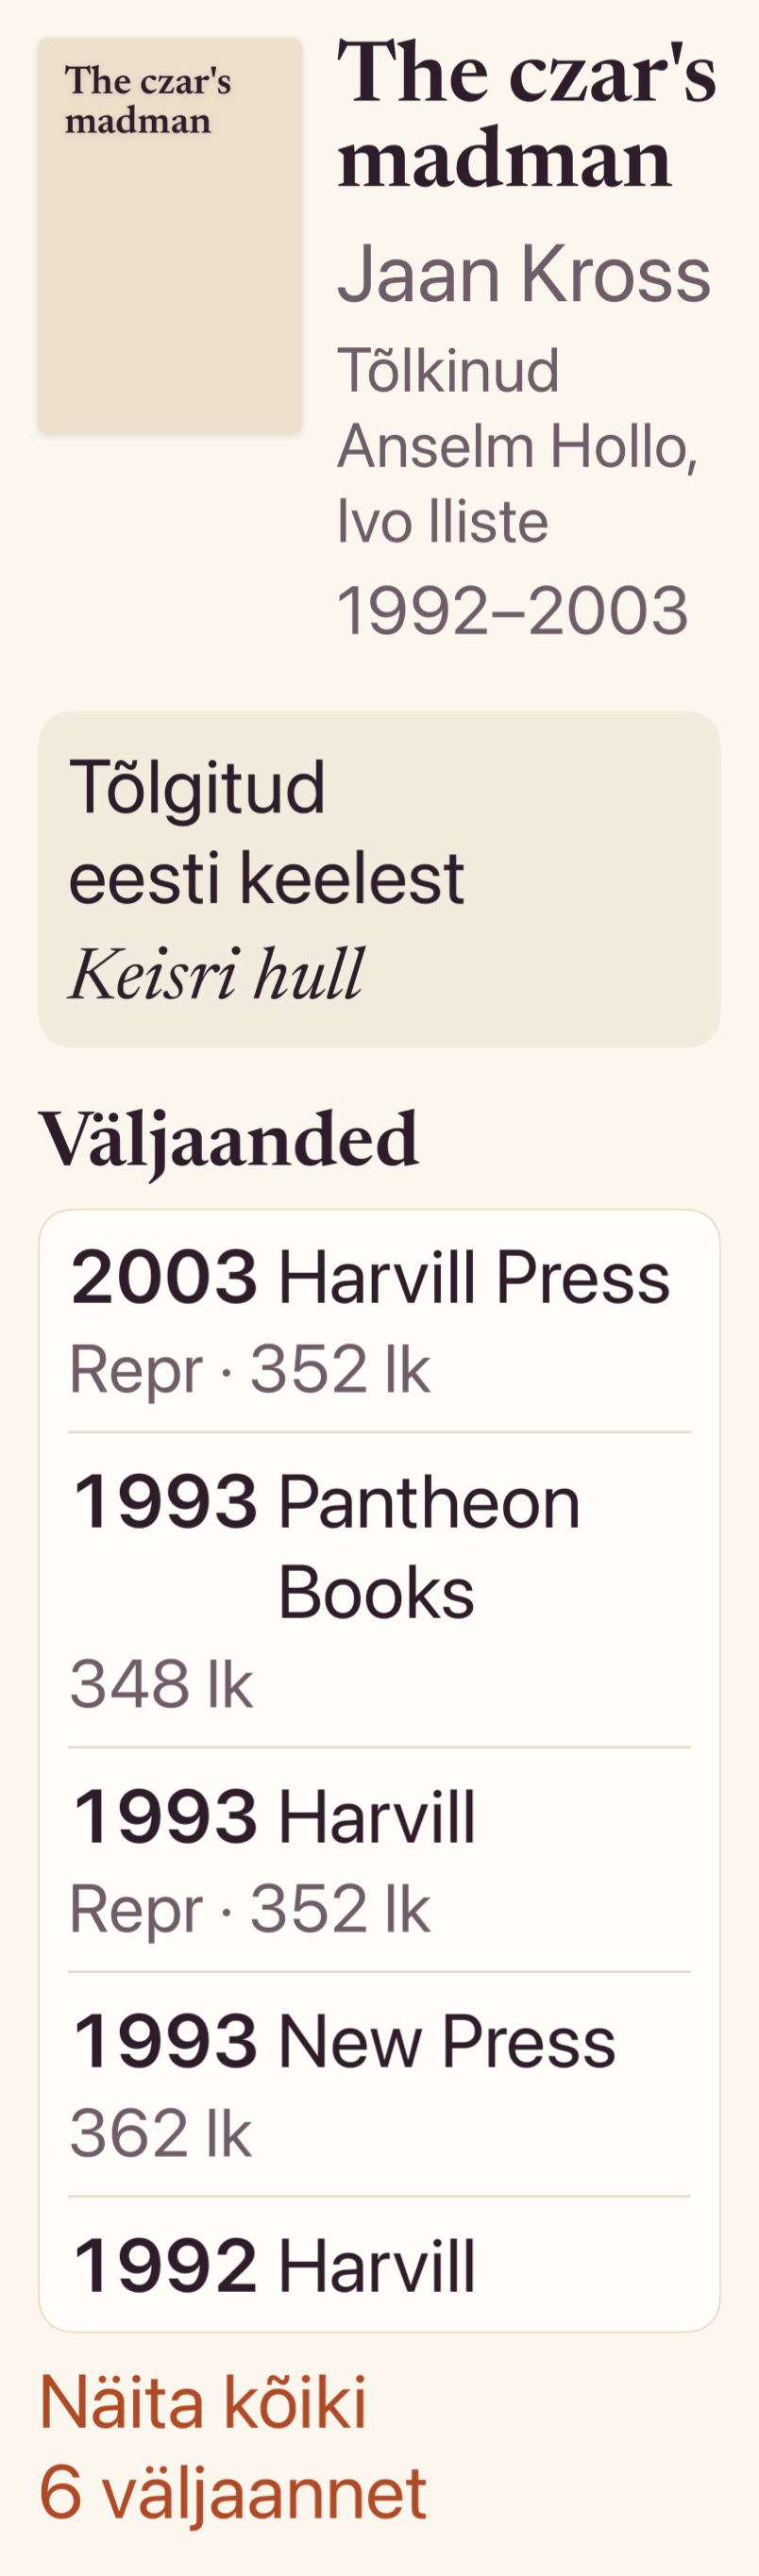 The czar's
madman
The czar's
madman
Jaan Kross
Tõlkinud
Anselm Hollo,
Ivo Iliste
1992–2003
Tõlgitud
eesti keelest
Keisri hull
Väljaanded
2003 Harvill Press
Repr · 352 lk
1993 Pantheon
Books
348 lk
1993 Harvill
Repr · 352 lk
1993 New Press
362 lk
1992 Harvill
Näita kõiki
6 väljaannet